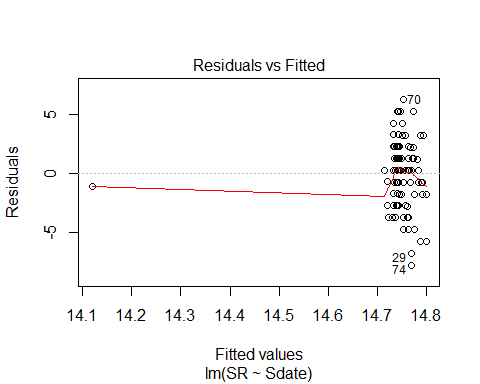 Residuals vs Fitted
Residuals
5
0
-5
70
29
74
14.1 14.2 14.3 14.4 14.5 14.6 14.7 14.8
Fitted values
lm(SR ~ Sdate)